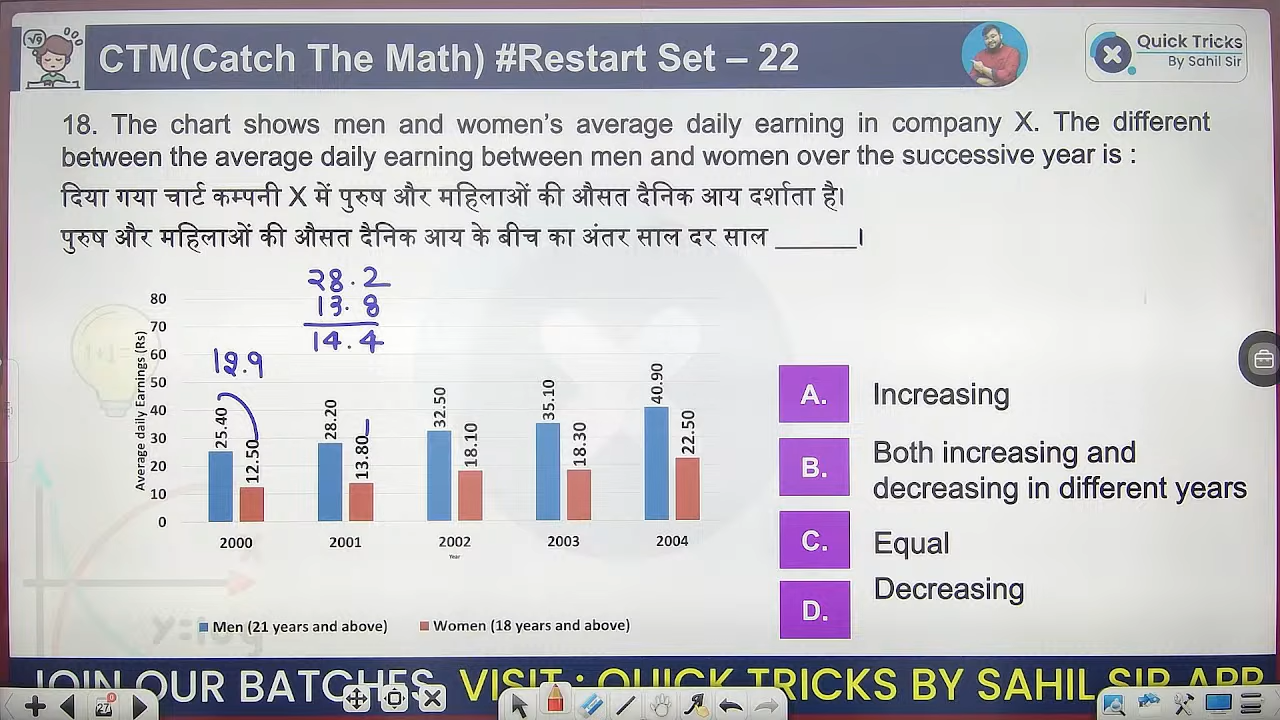 CTM(Catch The Math) #Restart Set – 22
Quick Tricks
By Sahil Sir
18. The chart shows men and women's average daily earning in company X. The different
between the average daily earning between men and women over the successive year is :
दिया गया चार्ट कम्पनी X में पुरुष और महिलाओं की औसत दैनिक आय दर्शाता है।
पुरुष और महिलाओं की औसत दैनिक आय के बीच का अंतर साल दर साल ______।
28.2
13.8
14.4
12.9
Average daily Earnings (Rs)
80
70
60
50
40
30
20
10
0
25.40
12.50
28.20
13.80
32.50
18.10
35.10
18.30
40.90
22.50
2000 2001 2002 2003 2004
Year
Men (21 years and above) Women (18 years and above)
A. Increasing
B. Both increasing and
decreasing in different years
C. Equal
D. Decreasing
JOIN OUR BATCHES VISIT : QUICK TRICKS BY SAHIL SIR APP
27